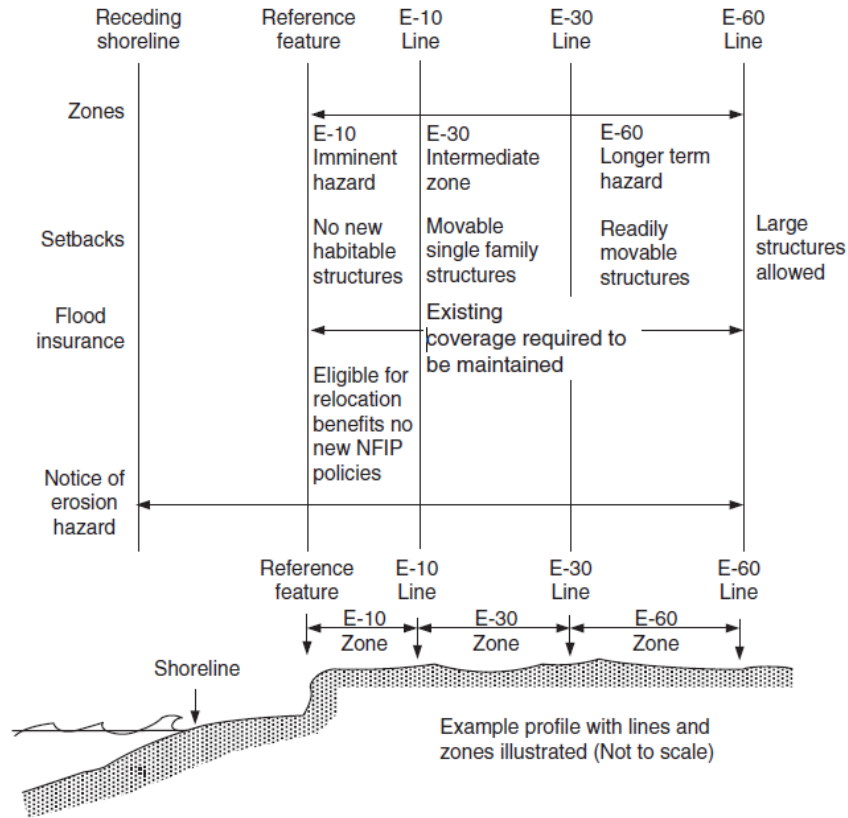 Receding
shoreline
Reference
feature
E-10
Line
E-30
Line
E-60
Line
Zones
E-10
Imminent
hazard
E-30
Intermediate
zone
E-60
Longer term
hazard
Setbacks
No new
habitable
structures
Movable
single family
structures
Readily
movable
structures
Large
structures
allowed
Flood
insurance
Existing
coverage required to
be maintained
Eligible for
relocation
benefits no
new NFIP
policies
Notice of
erosion
hazard
Reference
feature
E-10
Line
E-30
Line
E-60
Line
E-10
Zone
E-30
Zone
E-60
Zone
Shoreline
Example profile with lines and
zones illustrated (Not to scale)